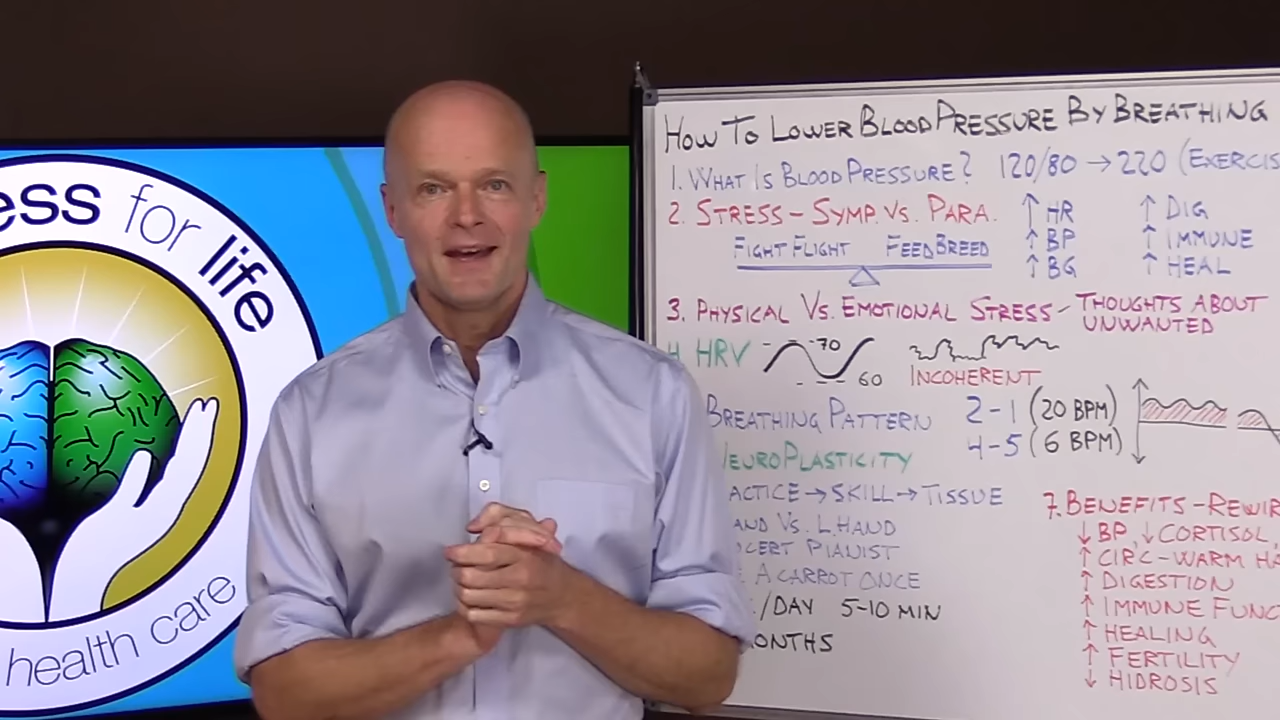 ess for life
health care
HOW TO LOWER BLOOD PRESSURE BY BREATHING
1. WHAT IS BLOOD PRESSURE? 120/80 → 220 (EXERCIS
2. STRESS - SYMP. VS. PARA. ↑ HR ↑ DIG
FIGHT FLIGHT FEED BREED ↑ BP ↑ IMMUNE
↑ BG ↑ HEAL
3. PHYSICAL VS. EMOTIONAL STRESS - THOUGHTS ABOUT
UNWANTED
4. HRV 70
60
INCOHERENT
BREATHING PATTERN 2-1 (20 BPM)
4-5 (6 BPM)
NEUROPLASTICITY
ACTICE → SKILL → TISSUE
AND VS. L. HAND
CERT PIANIST
A CARROT ONCE
/DAY 5-10 MIN
ONTHS
7. BENEFITS - REWIR
↓ BP, ↓ CORTISOL,
↑ CIRC - WARM HA
↑ DIGESTION
↑ IMMUNE FUNC
↑ HEALING
↑ FERTILITY
↓ HIDROSIS